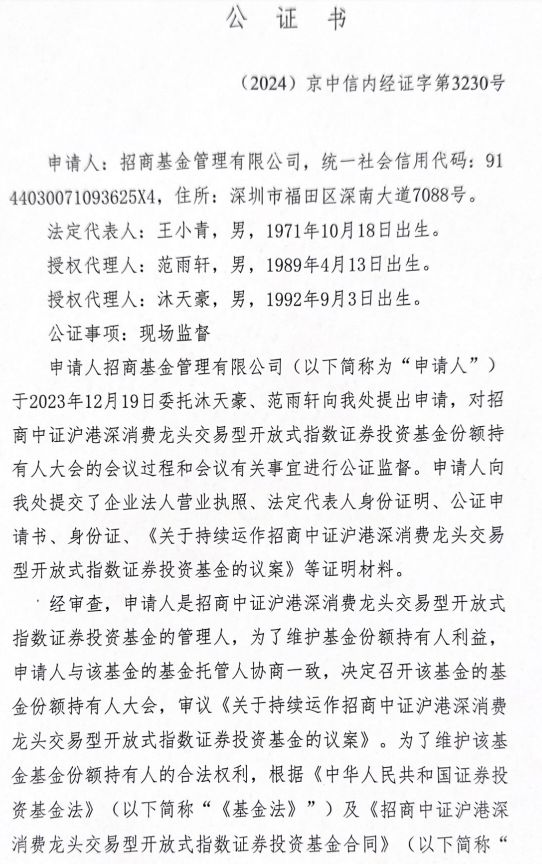 公 证 书
（2024）京中信内经证字第3230号
申请人：招商基金管理有限公司，统一社会信用代码：91
44030071093625X4，住所：深圳市福田区深南大道7088号。
法定代表人：王小青，男，1971年10月18日出生。
授权代理人：范雨轩，男，1989年4月13日出生。
授权代理人：沐天豪，男，1992年9月3日出生。
公证事项：现场监督
申请人招商基金管理有限公司（以下简称为“申请人”）
于2023年12月19日委托沐天豪、范雨轩向我处提出申请，对招
商中证沪港深消费龙头交易型开放式指数证券投资基金份额持
有人大会的会议过程和会议有关事宜进行公证监督。申请人向
我处提交了企业法人营业执照、法定代表人身份证明、公证申
请书、身份证、《关于持续运作招商中证沪港深消费龙头交易
型开放式指数证券投资基金的议案》等证明材料。
经审查，申请人是招商中证沪港深消费龙头交易型开放式
指数证券投资基金的管理人，为了维护基金份额持有人利益，
申请人与该基金的基金托管人协商一致，决定召开该基金的基
金份额持有人大会，审议《关于持续运作招商中证沪港深消费
龙头交易型开放式指数证券投资基金的议案》。为了维护该基
金基金份额持有人的合法权利，根据《中华人民共和国证券投
资基金法》（以下简称“《基金法》”）及《招商中证沪港深
消费龙头交易型开放式指数证券投资基金合同》（以下简称“